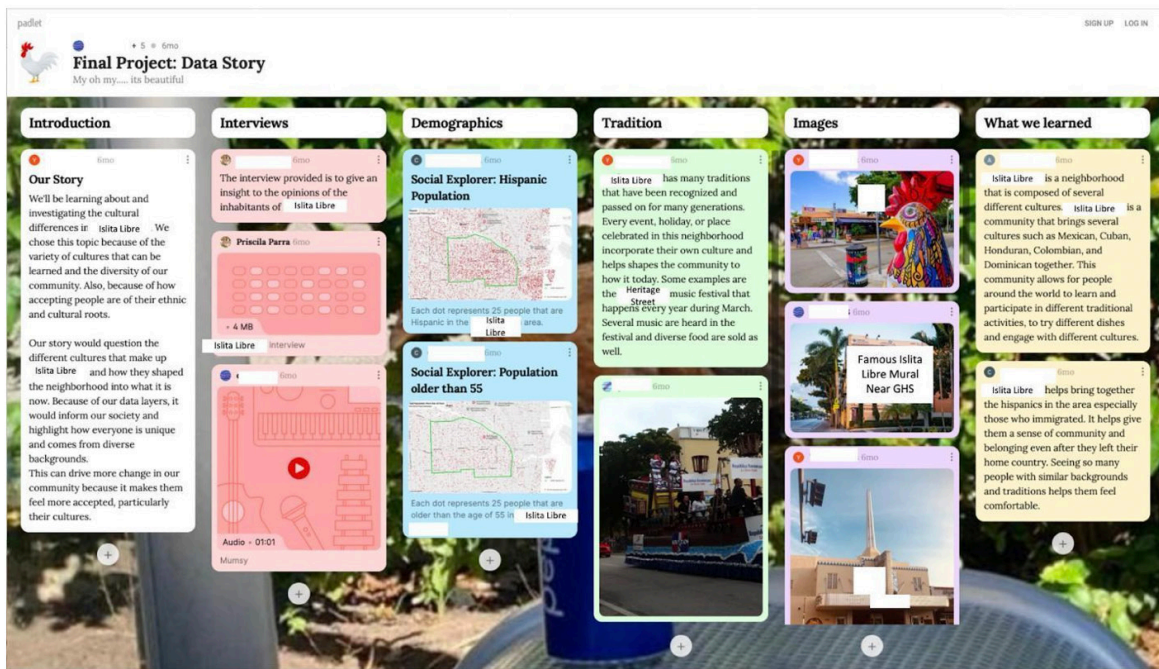 padlet
SIGN UP LOG IN
+ 5 6mo
Final Project: Data Story
My oh my..... its beautiful
Introduction
6mo
Our Story
We'll be learning about and
investigating the cultural
differences in Islita Libre We
chose this topic because of the
variety of cultures that can be
learned and the diversity of our
community. Also, because of how
accepting people are of their ethnic
and cultural roots.
Our story would question the
different cultures that make up
Islita Libre and how they shaped
the neighborhood into what it is
now. Because of our data layers, it
would inform our society and
highlight how everyone is unique
and comes from diverse
backgrounds.
This can drive more change in our
community because it makes them
feel more accepted, particularly
their cultures.
Interviews
6mo
The interview provided is to give an
insight to the opinions of the
inhabitants of Islita Libre
Priscila Parra 6mo
• 4 MB
Islita Libre Interview
6mo
Audio • 01:01
Mumsy
Demographics
C 6mo
Social Explorer: Hispanic
Population
Each dot represents 25 people that are
Hispanic in the Islita Libre area.
C 6mo
Social Explorer: Population
older than 55
Each dot represents 25 people that are
older than the age of 55 in Islita Libre
Tradition
Y 6mo
Islita Libre has many traditions
that have been recognized and
passed on for many generations.
Every event, holiday, or place
celebrated in this neighborhood
incorporate their own culture and
helps shapes the community to
how it today. Some examples are
the Heritage Street music festival that
happens every year during March.
Several music are heard in the
festival and diverse food are sold as
well.
6mo
Images
Y 6mo
6mo
Famous Islita
Libre Mural
Near GHS
Y 6mo
What we learned
6mo
Islita Libre is a neighborhood
that is composed of several
different cultures. Islita Libre is a
community that brings several
cultures such as Mexican, Cuban,
Honduran, Colombian, and
Dominican together. This
community allows for people
around the world to learn and
participate in different traditional
activities, to try different dishes
and engage with different cultures.
C 6mo
Islita Libre helps bring together
the hispanics in the area especially
those who immigrated. It helps give
them a sense of community and
belonging even after they left their
home country. Seeing so many
people with similar backgrounds
and traditions helps them feel
comfortable.